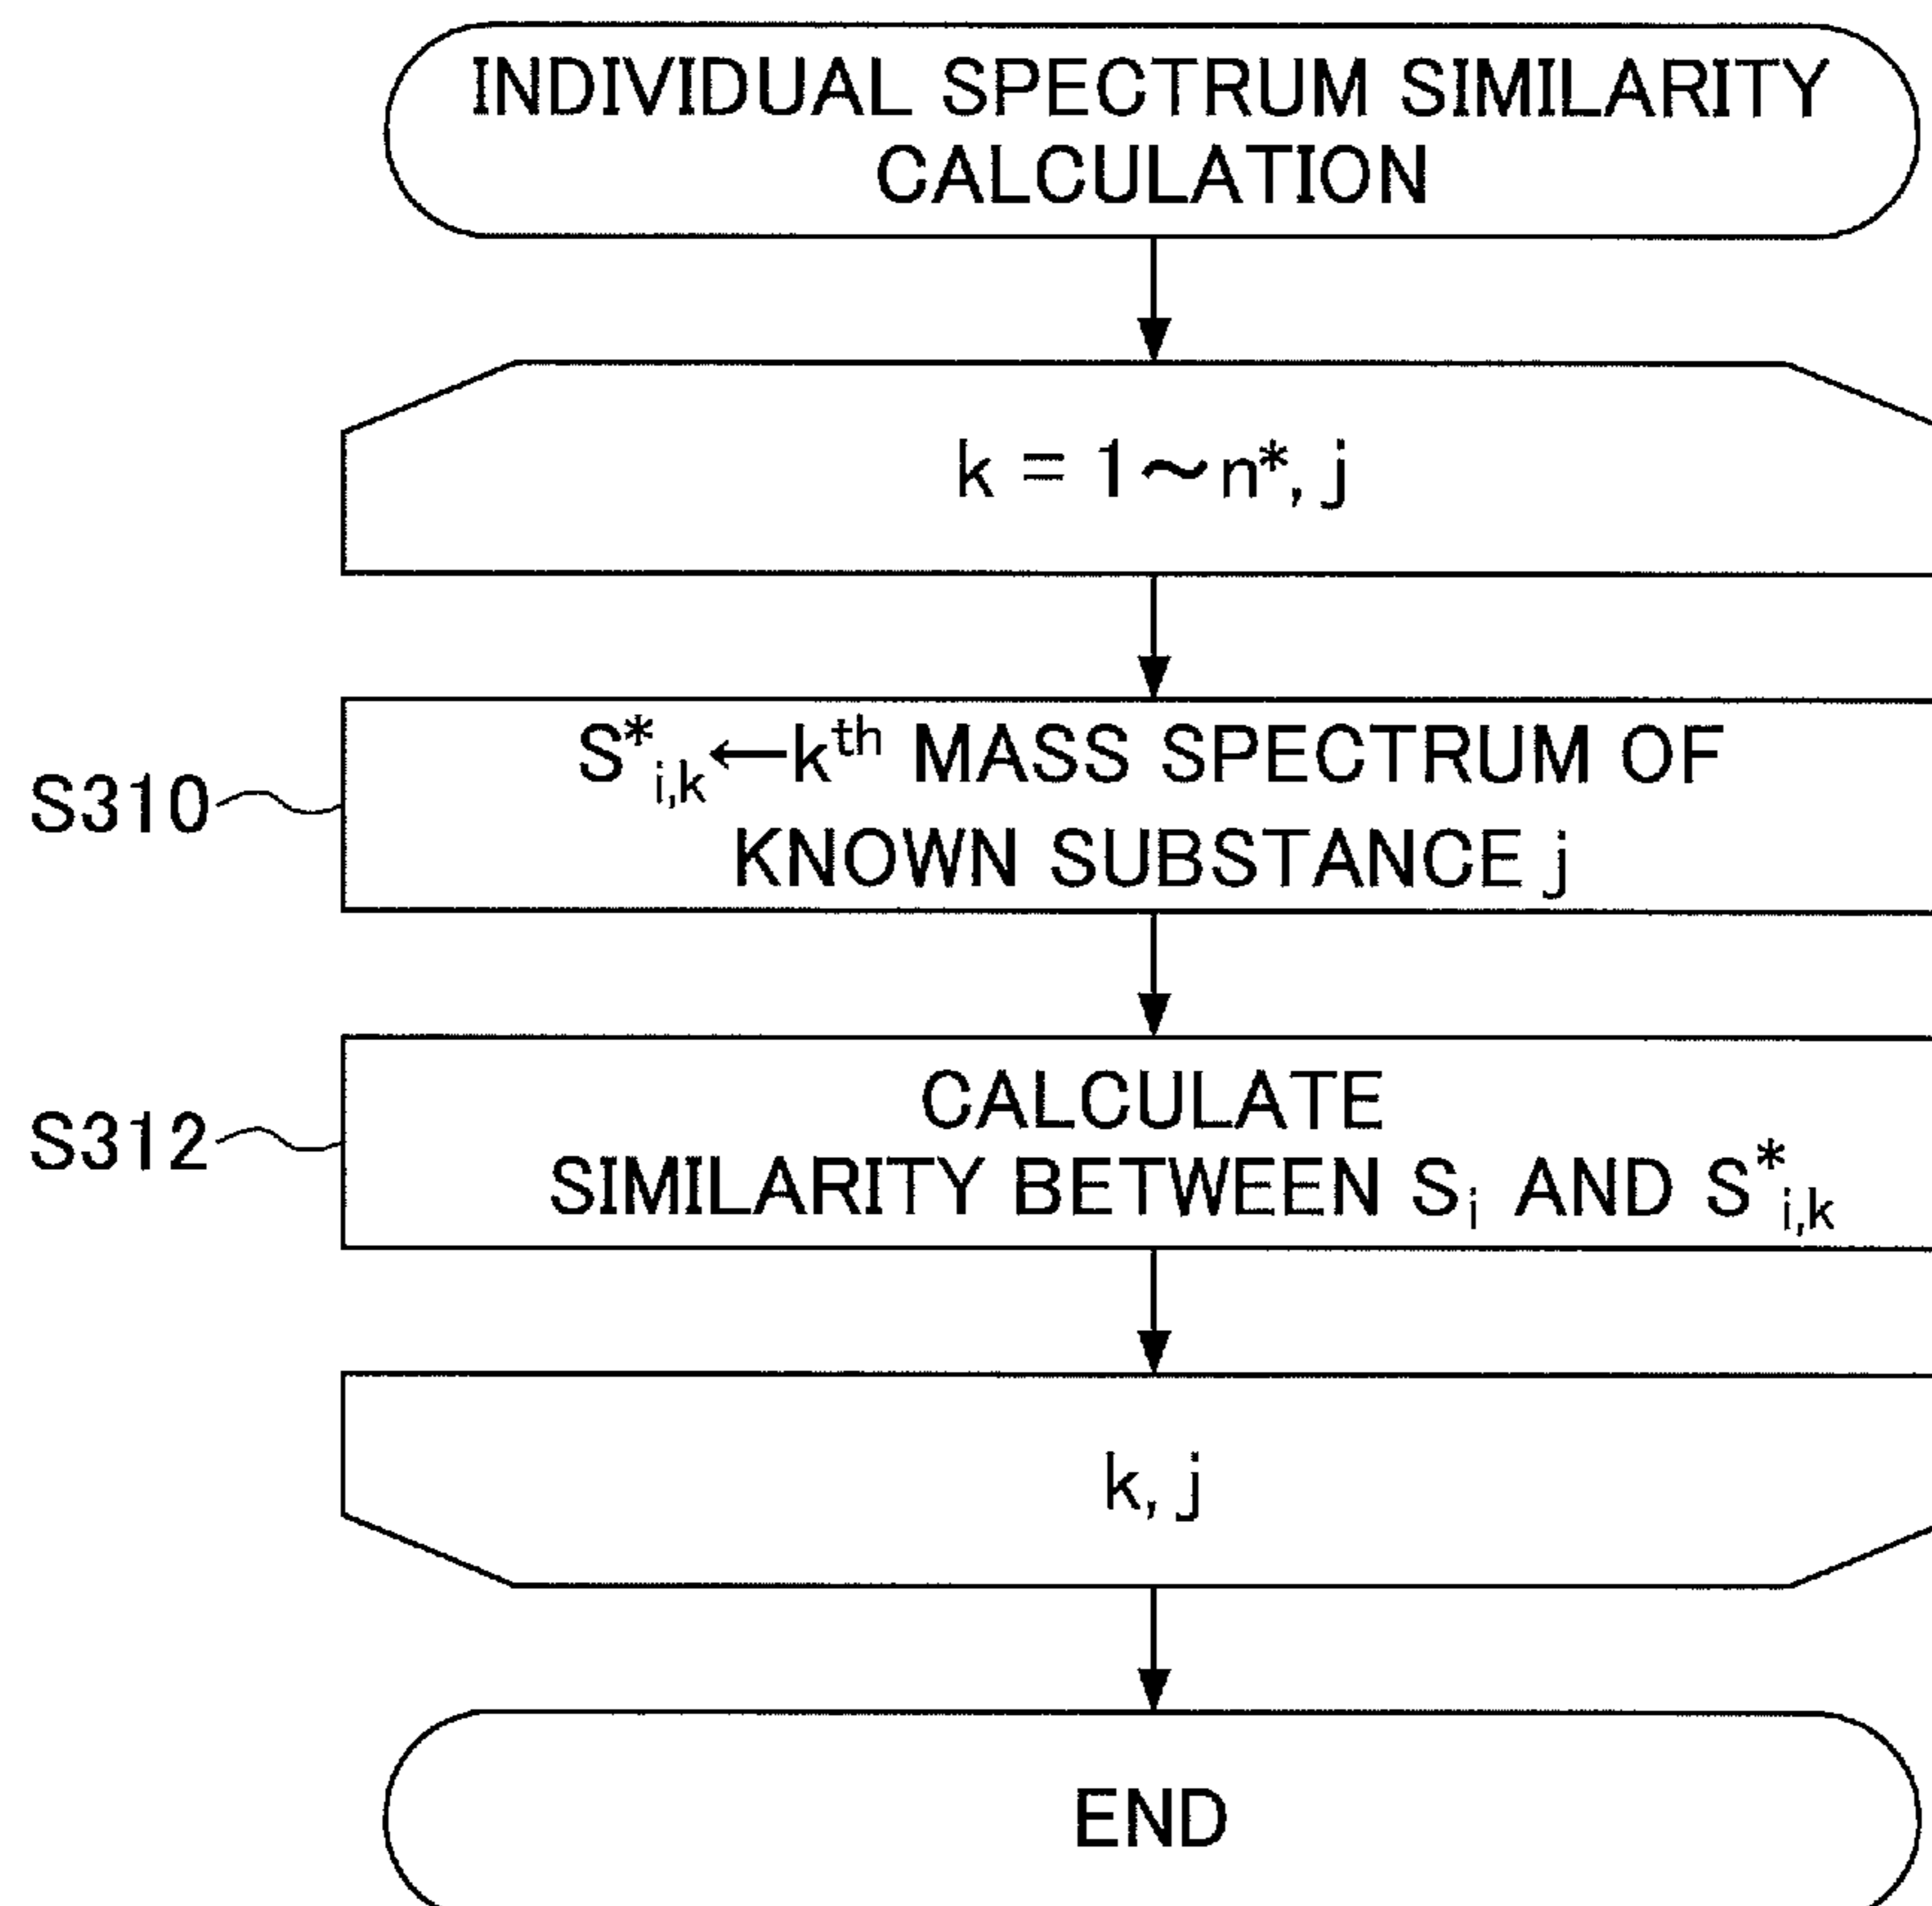 INDIVIDUAL SPECTRUM SIMILARITY
CALCULATION
k = 1~n*, j
S310
S*i,k←kth MASS SPECTRUM OF
KNOWN SUBSTANCE j
S312
CALCULATE
SIMILARITY BETWEEN Si AND S*i,k
k, j
END